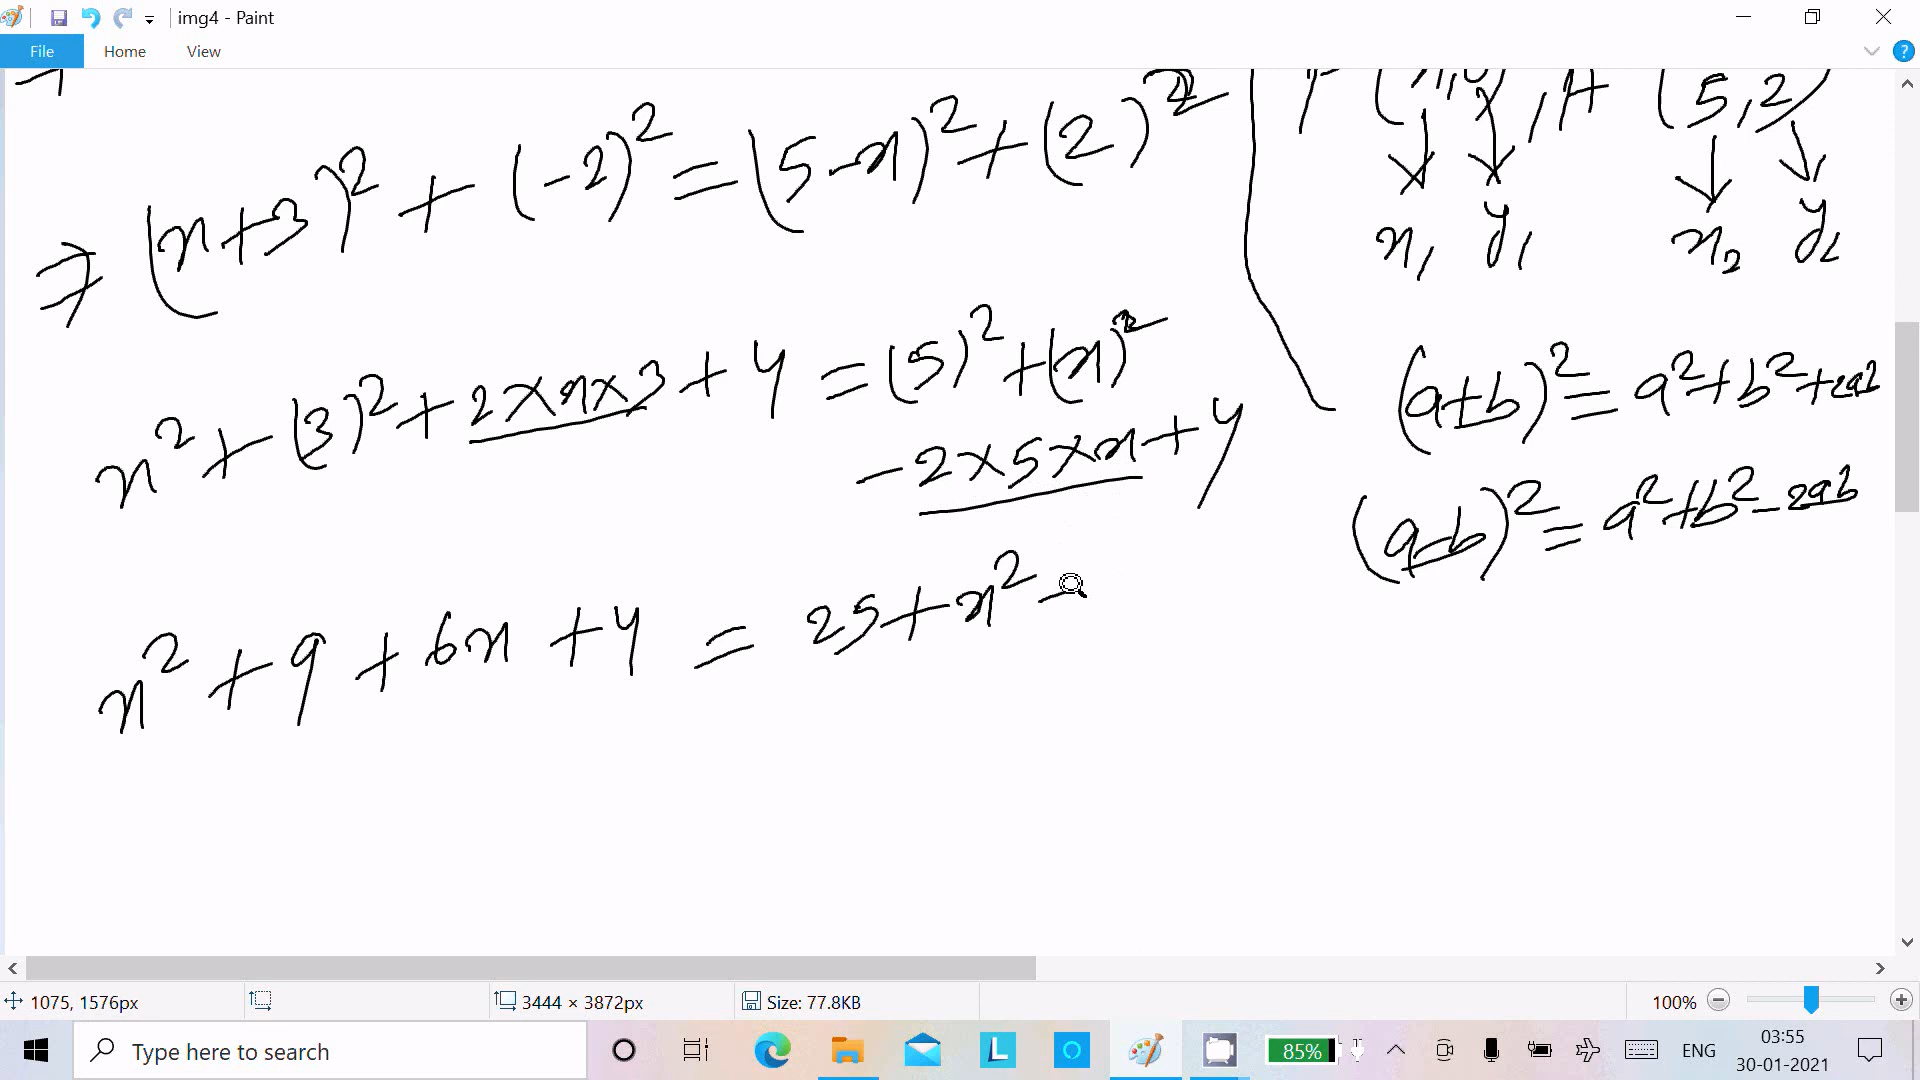 img4 - Paint
File Home View
(5,2)
⇒ (x+3)² + (-2)² = (5-x)² + (2)²
x₁ y₁ x₂ y₂
x² + (3)² + 2×x×3 + 4 = (5)² + (x)²
- 2×5×x + 4
(a+b)² = a²+b²+2ab
(a-b)² = a²+b²-2ab
x² + 9 + 6x + 4 = 25 + x² -
1075, 1576px
3444 × 3872px
Size: 77.8KB
100%
Type here to search
85%
ENG
03:55
30-01-2021